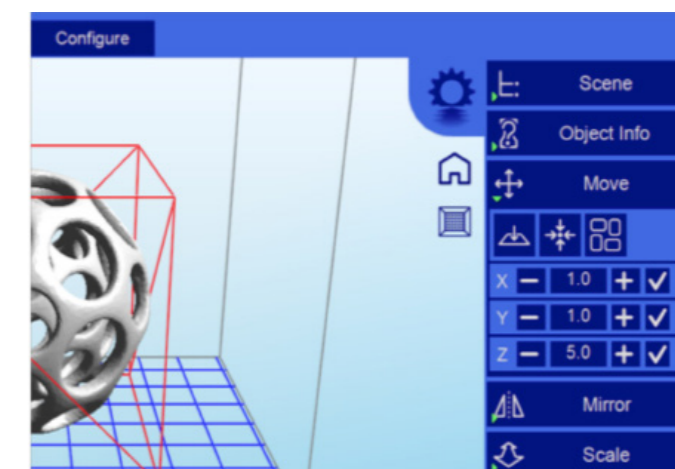 Configure
Scene
Object Info
Move
X 1.0
Y 1.0
Z 5.0
Mirror
Scale